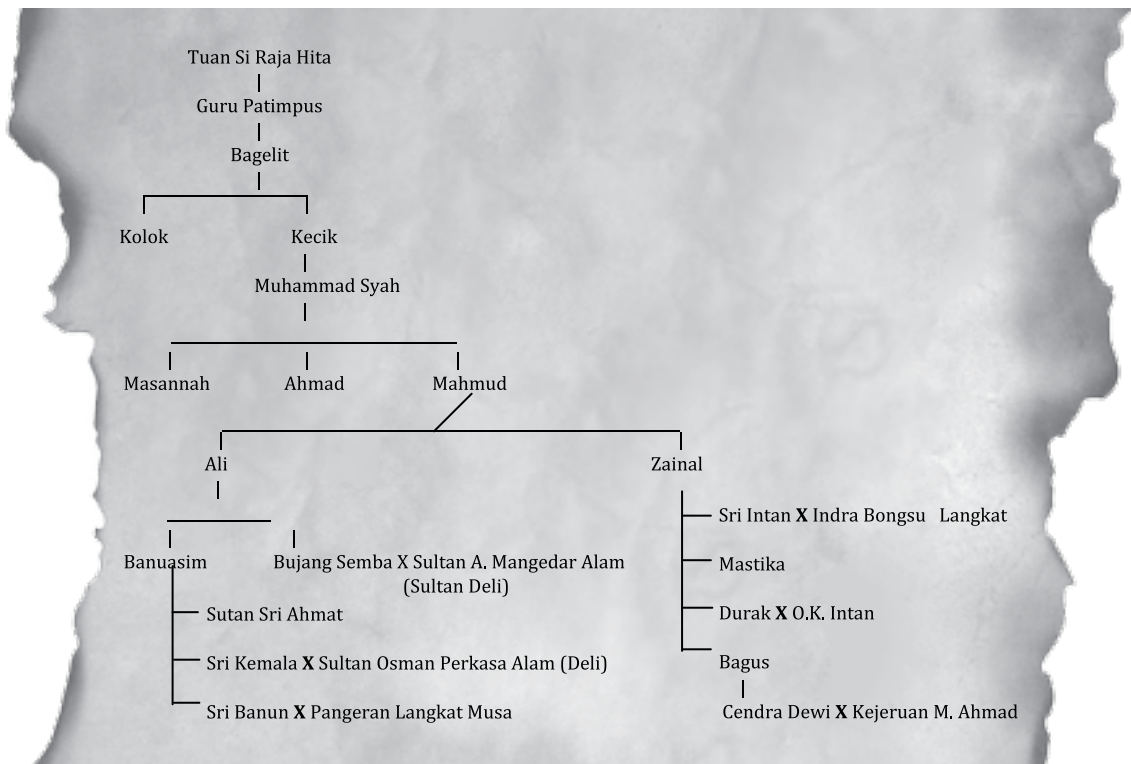 Tuan Si Raja Hita
Guru Patimpus
Bagelit
Kolok Kecik
Muhammad Syah
Masannah Ahmad Mahmud
Ali Zainal
Banuasim Bujang Semba X Sultan A. Mangedar Alam
(Sultan Deli)
Sutan Sri Ahmat
Sri Kemala X Sultan Osman Perkasa Alam (Deli)
Sri Banun X Pangeran Langkat Musa
Sri Intan X Indra Bongsu Langkat
Mastika
Durak X O.K. Intan
Bagus
Cendra Dewi X Kejeruan M. Ahmad